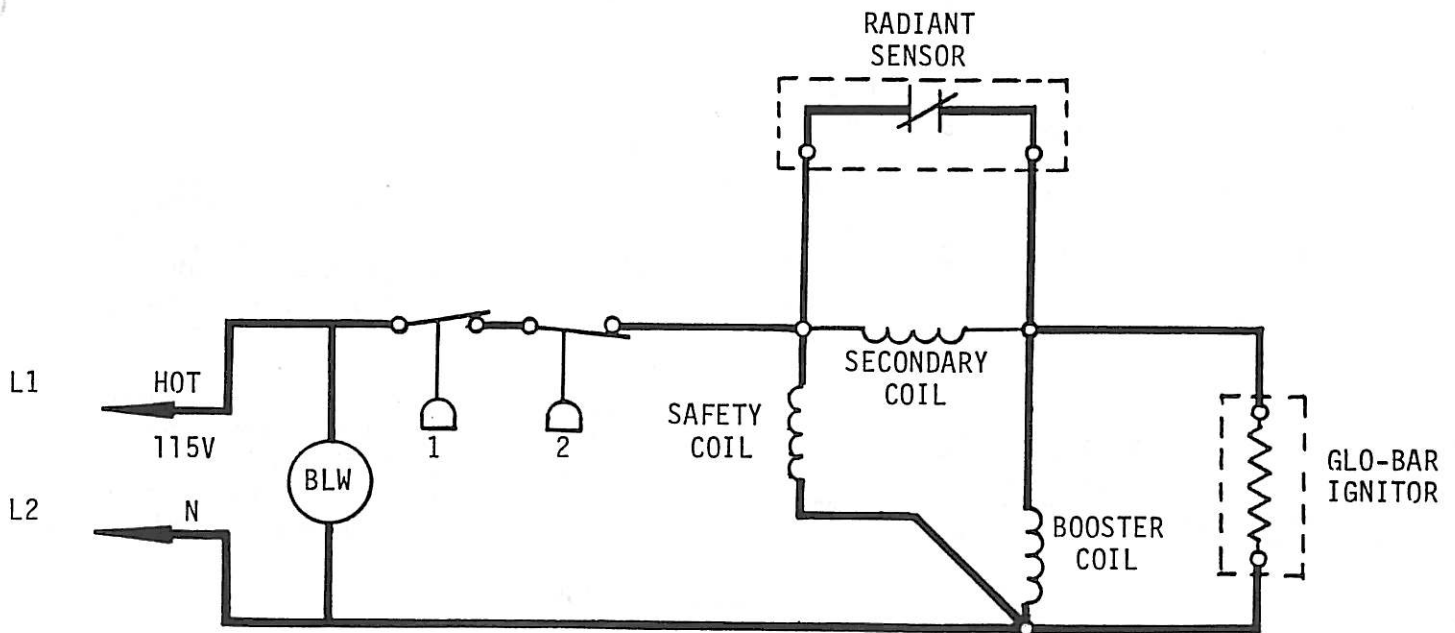 RADIANT
SENSOR
L1
HOT
115V
L2
N
BLW
1
2
SAFETY
COIL
SECONDARY
COIL
BOOSTER
COIL
GLO-BAR
IGNITOR